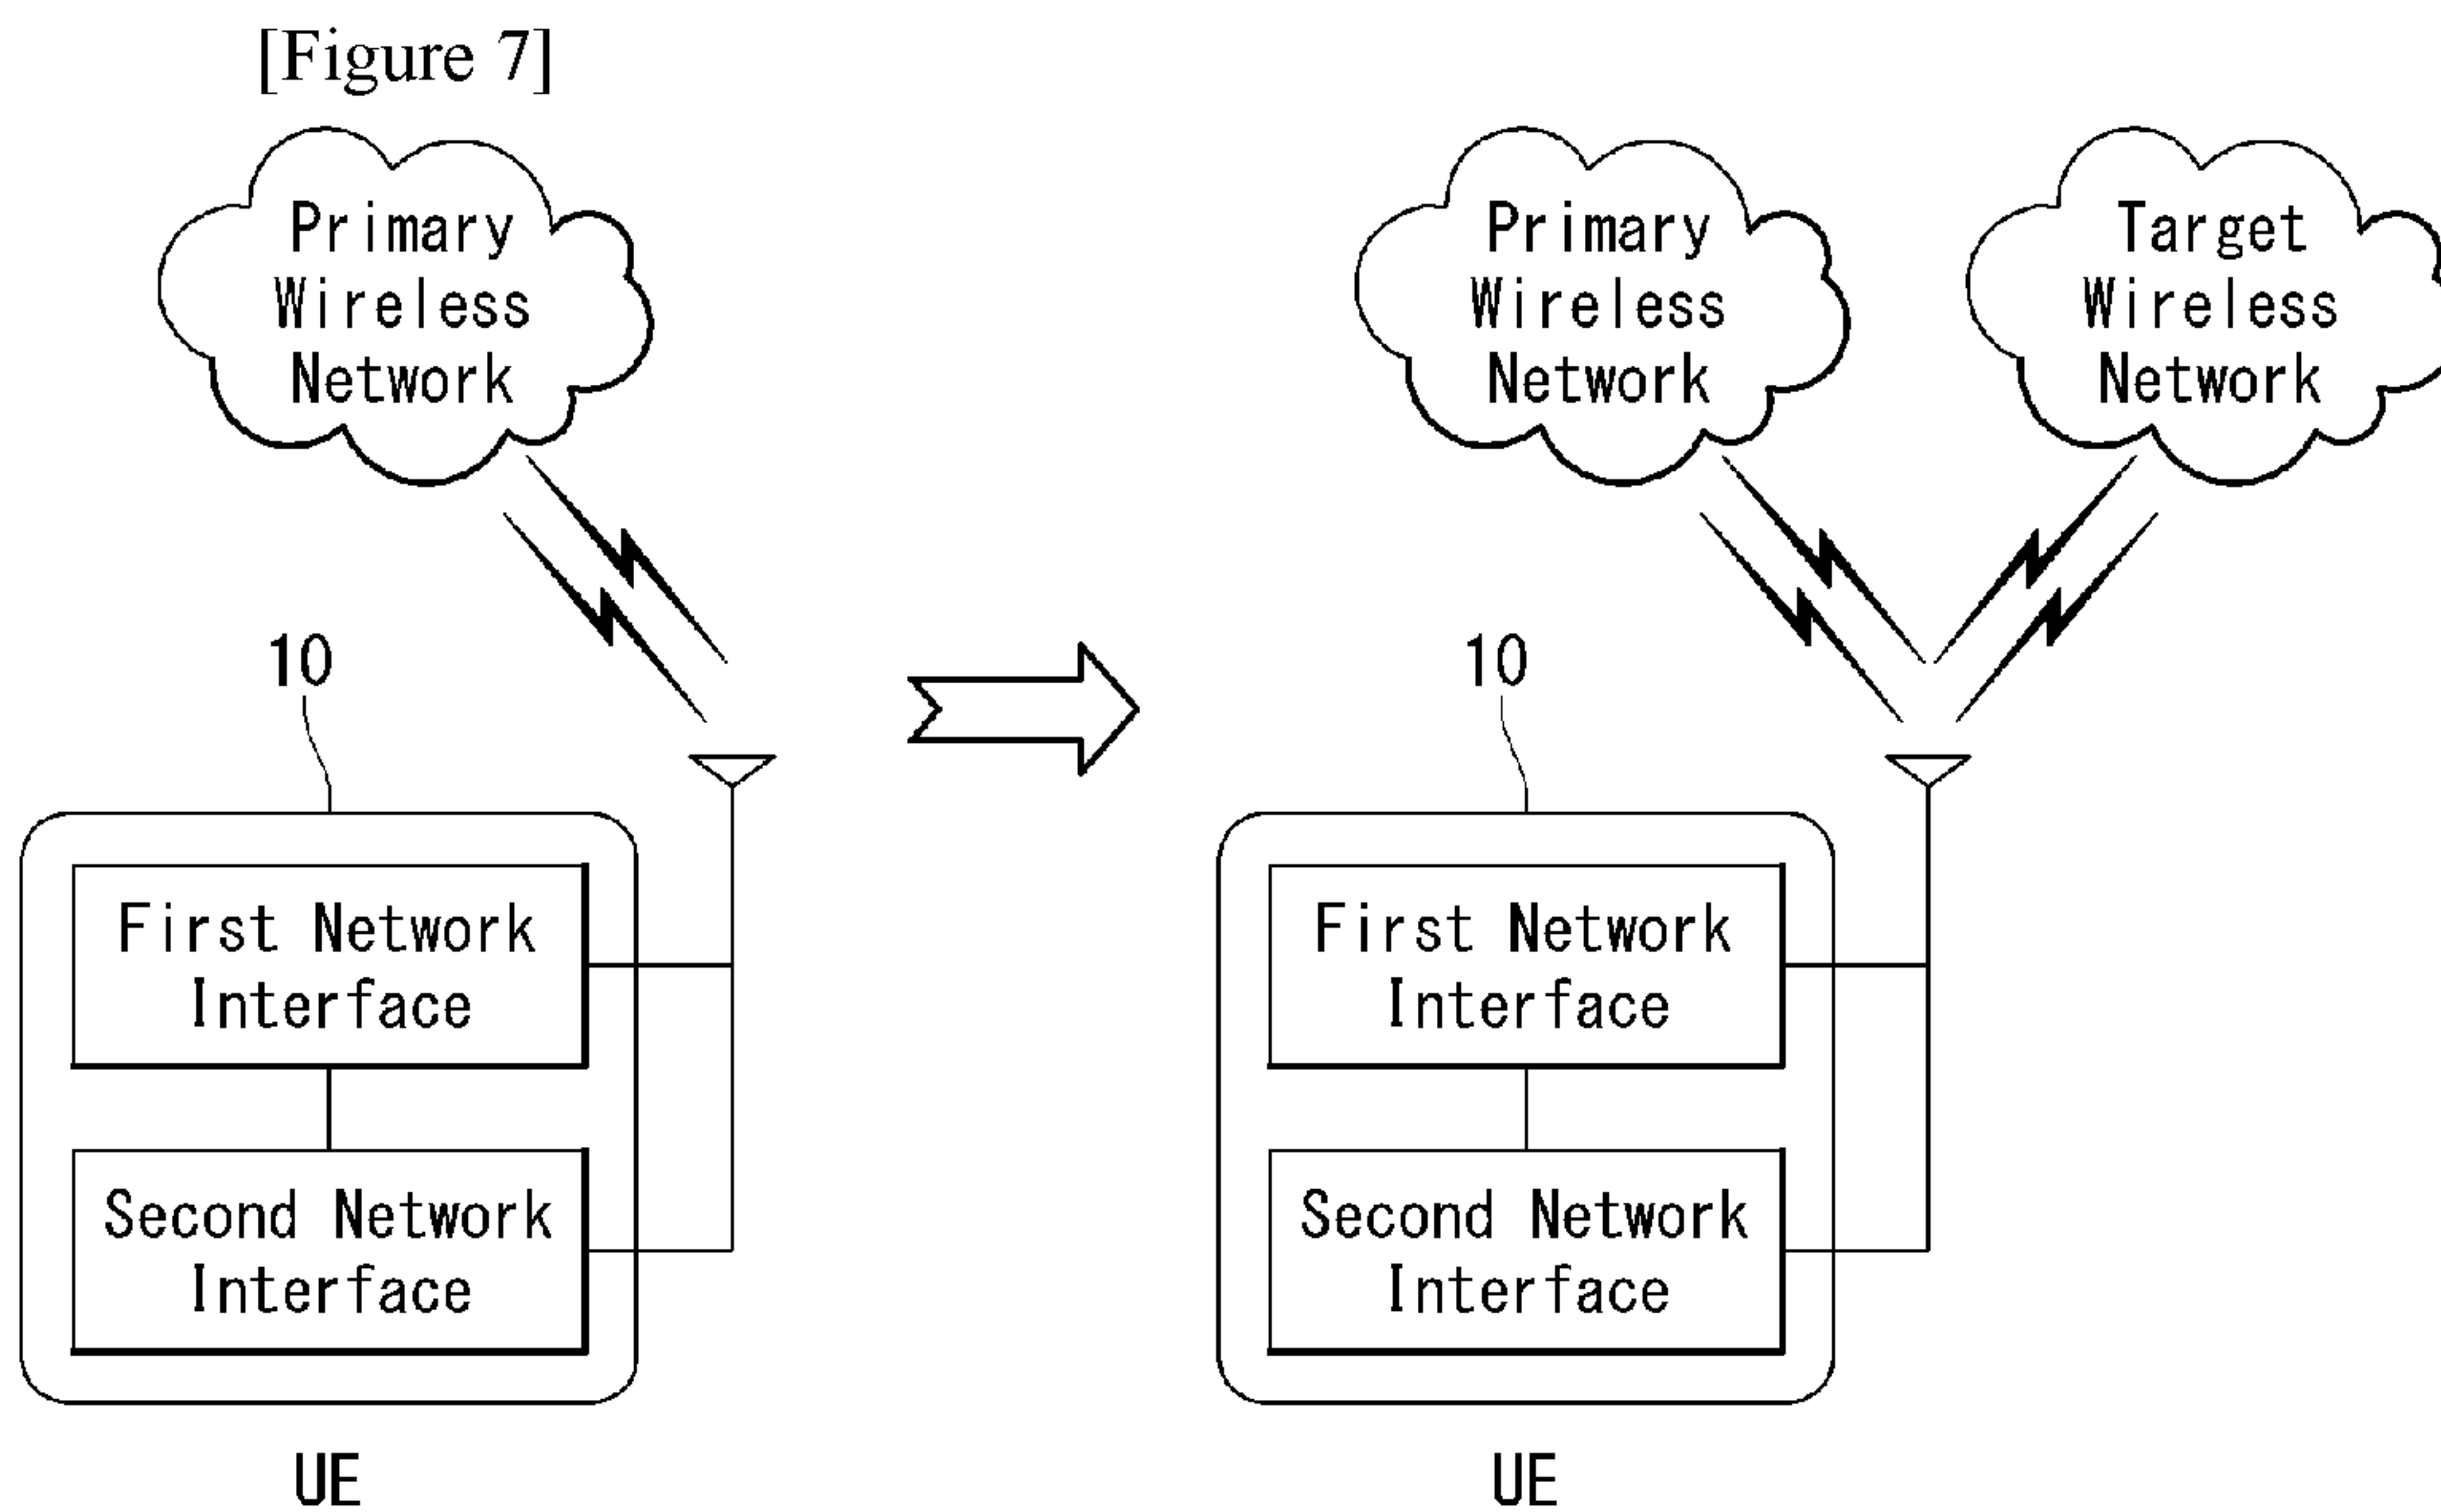 [Figure 7]
Primary
Wireless
Network
10
First Network
Interface
Second Network
Interface
UE
Primary
Wireless
Network
Target
Wireless
Network
10
First Network
Interface
Second Network
Interface
UE